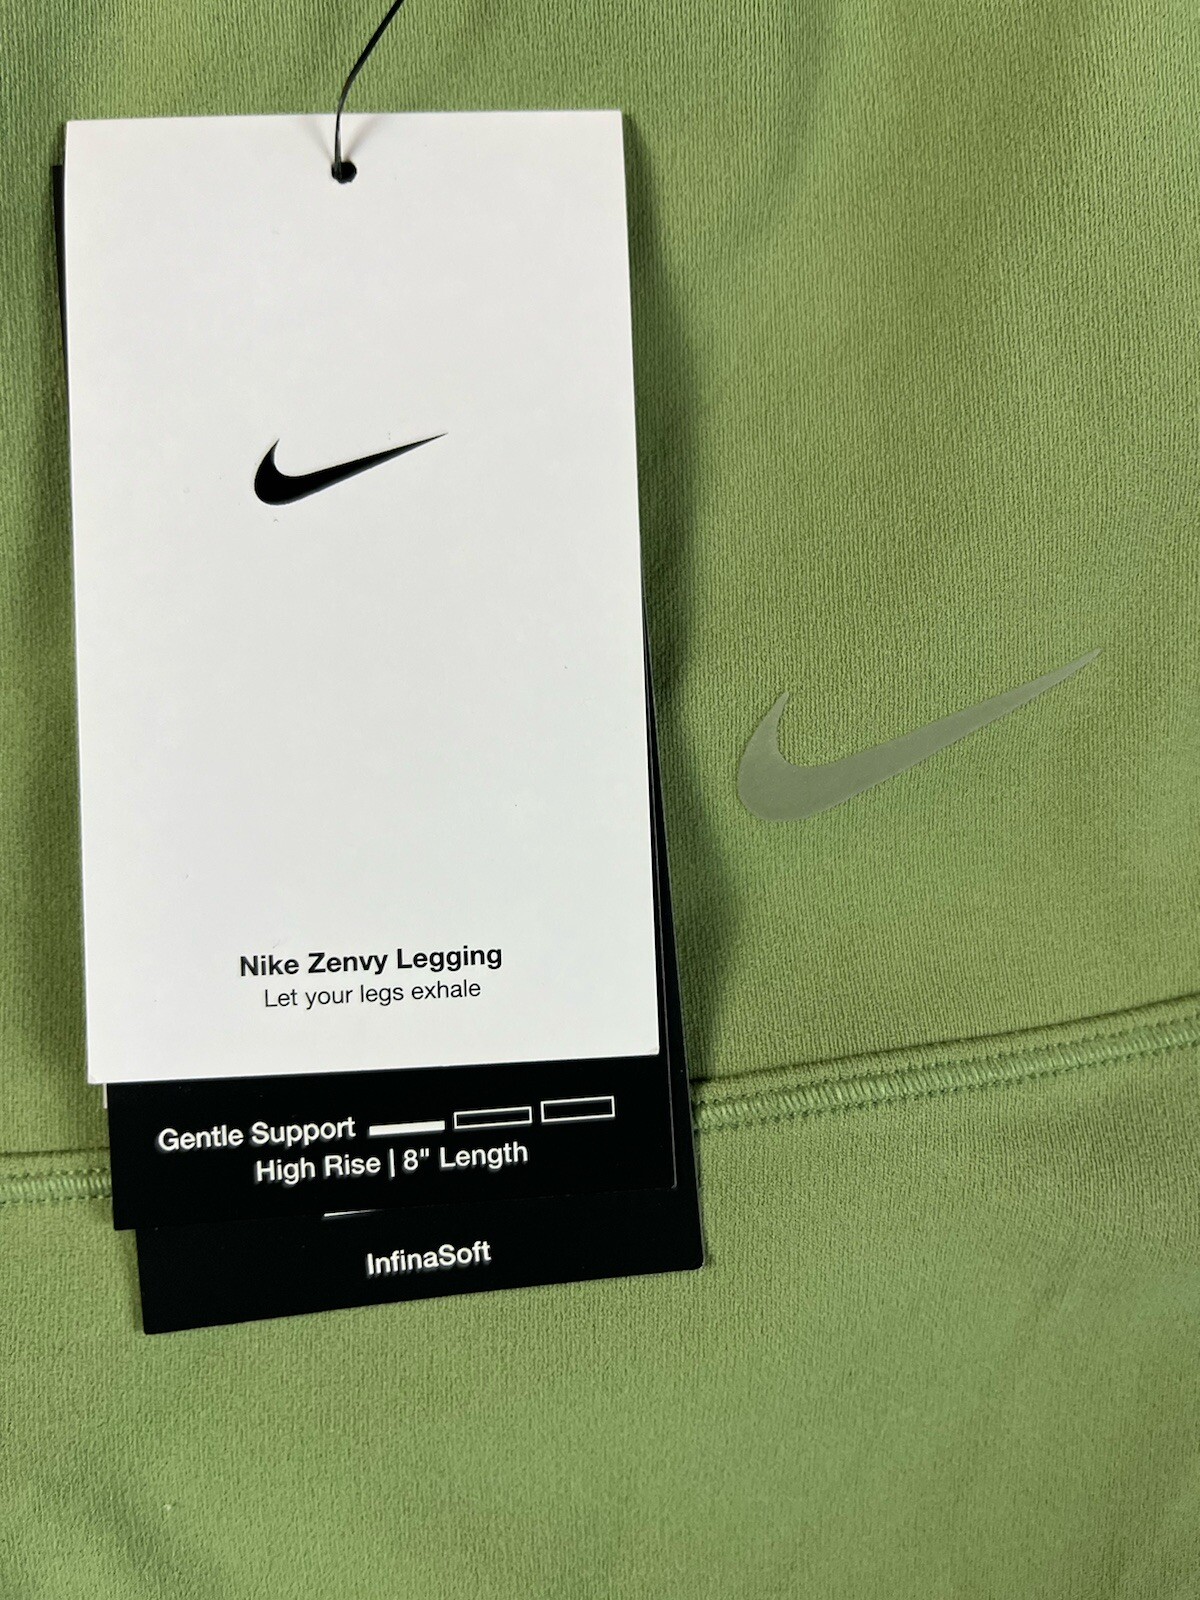 Nike Zenvy Legging
Let your legs exhale
Gentle Support
High Rise | 8" Length
InfinaSoft